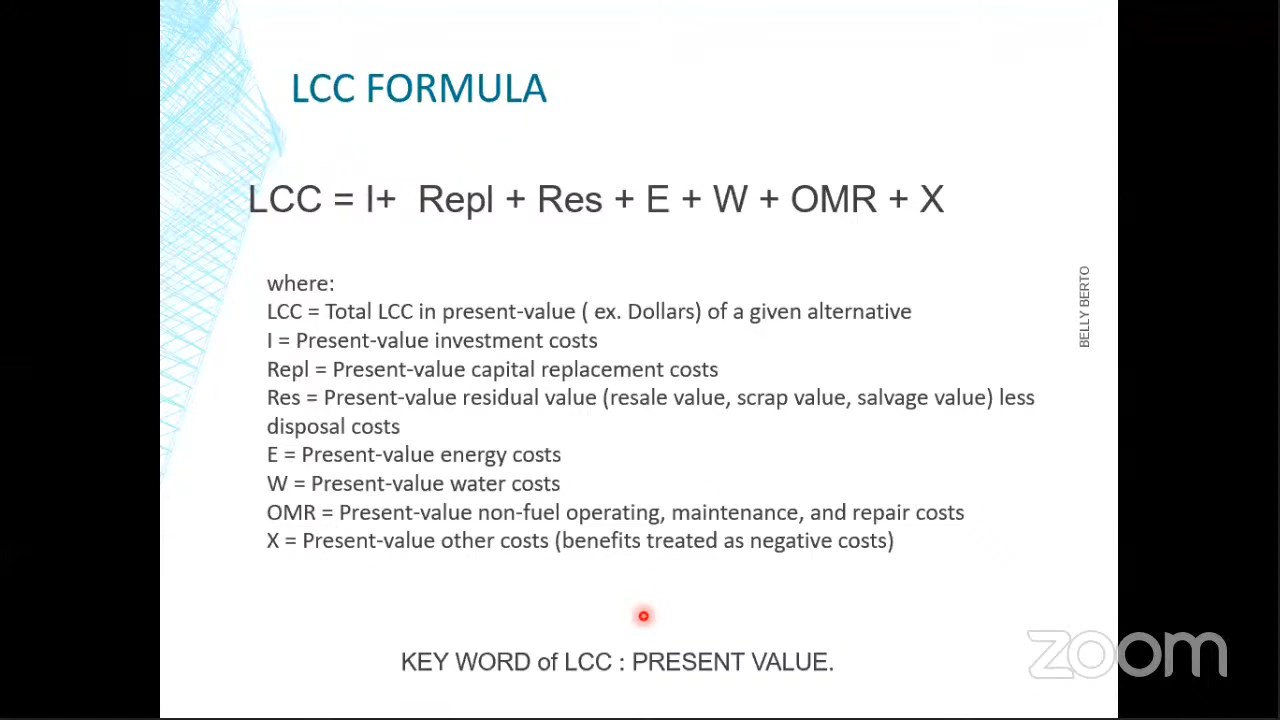 LCC FORMULA
LCC = I+ Repl + Res + E + W + OMR + X
where:
LCC = Total LCC in present-value ( ex. Dollars) of a given alternative
I = Present-value investment costs
Repl = Present-value capital replacement costs
Res = Present-value residual value (resale value, scrap value, salvage value) less
disposal costs
E = Present-value energy costs
W = Present-value water costs
OMR = Present-value non-fuel operating, maintenance, and repair costs
X = Present-value other costs (benefits treated as negative costs)
BELLY BERTO
KEY WORD of LCC : PRESENT VALUE.
zoom